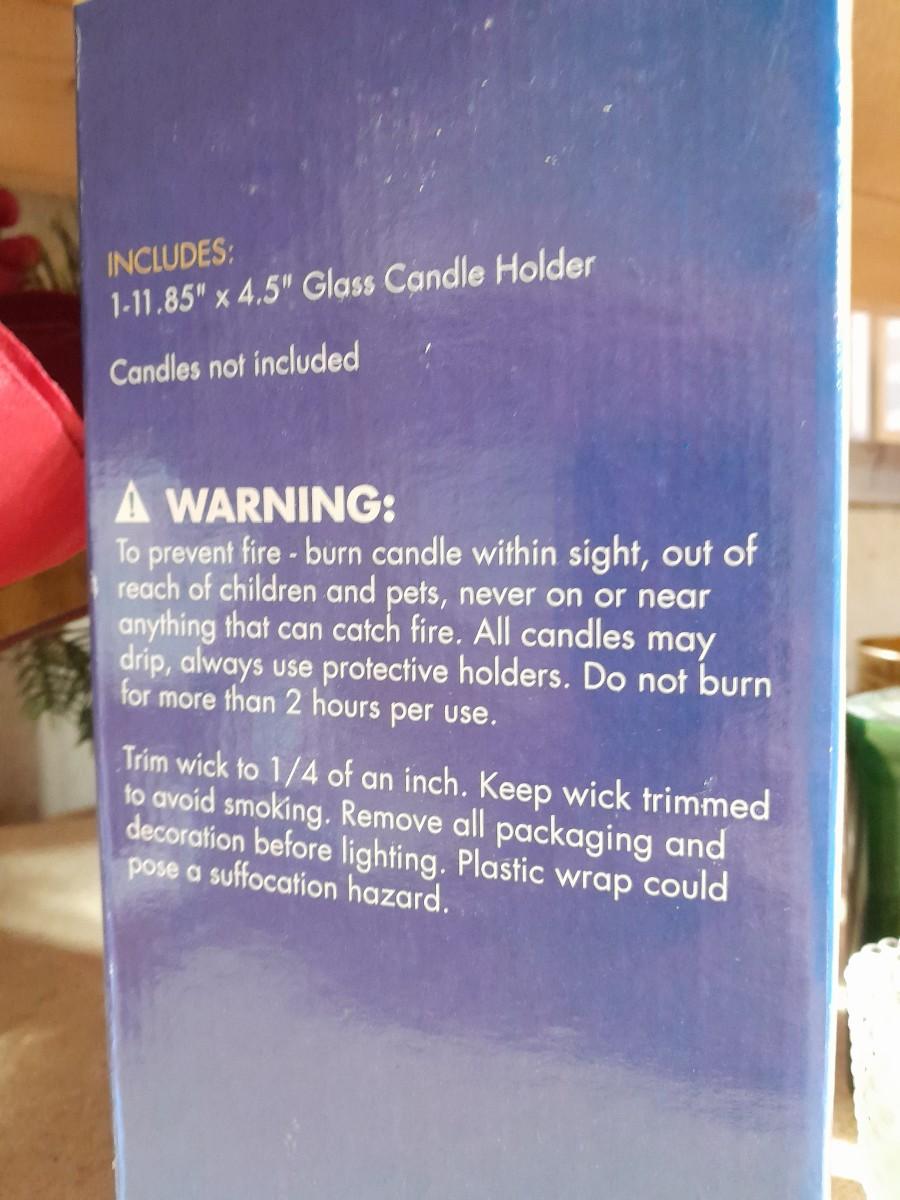 INCLUDES:
1-11.85" x 4.5" Glass Candle Holder
Candles not included
⚠ WARNING:
To prevent fire - burn candle within sight, out of
reach of children and pets, never on or near
anything that can catch fire. All candles may
drip, always use protective holders. Do not burn
for more than 2 hours per use.
Trim wick to 1/4 of an inch. Keep wick trimmed
to avoid smoking. Remove all packaging and
decoration before lighting. Plastic wrap could
pose a suffocation hazard.